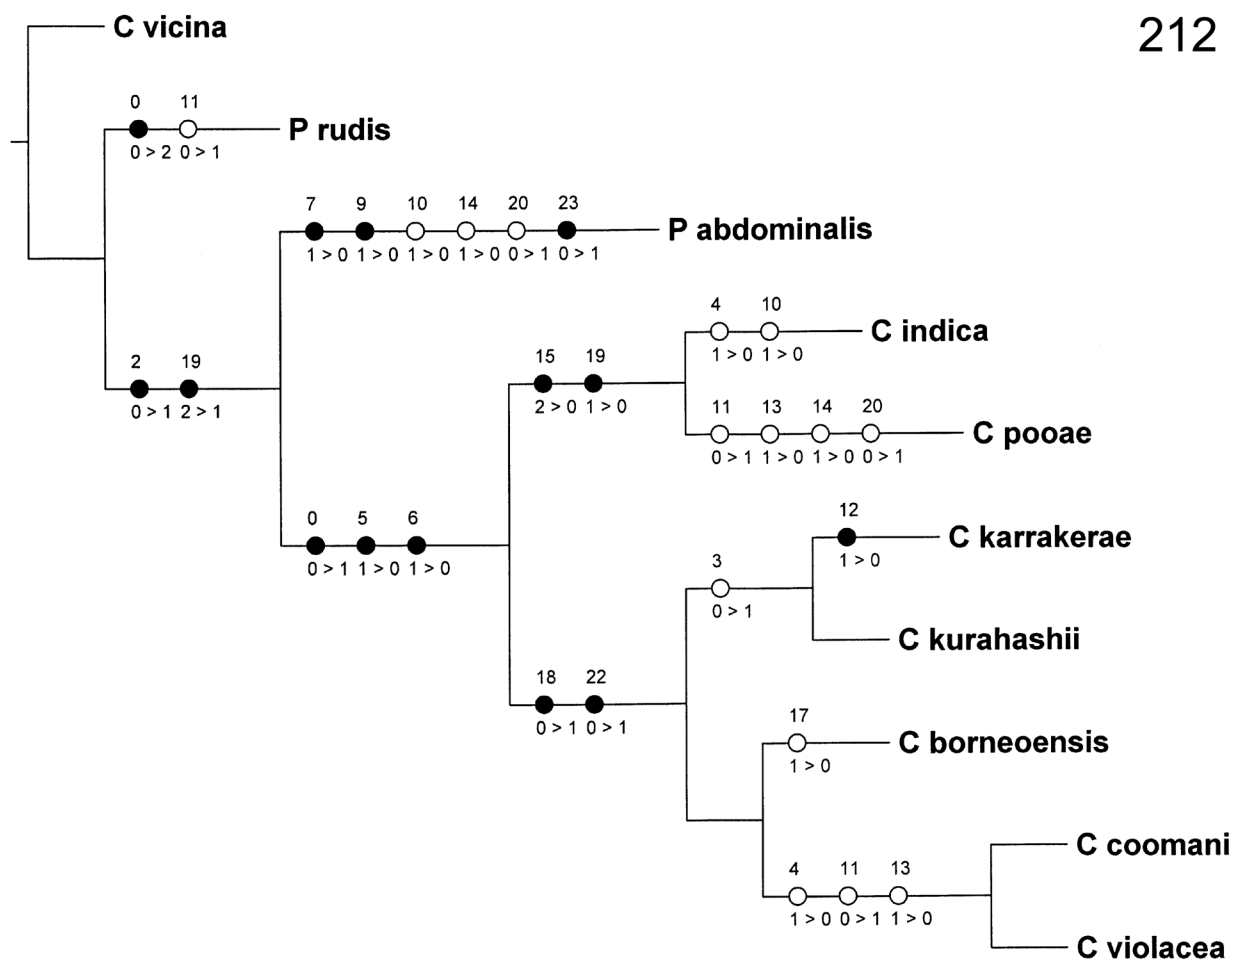 212
C vicina
0 11
P rudis
0 > 2 0 > 1
7 9 10 14 20 23
P abdominalis
1 > 0 1 > 0 1 > 0 1 > 0 0 > 1 0 > 1
4 10
C indica
1 > 0 1 > 0
2 19
0 > 1 2 > 1
15 19
2 > 0 1 > 0
11 13 14 20
C pooae
0 > 1 1 > 0 1 > 0 0 > 1
0 5 6
0 > 1 1 > 0 1 > 0
12
C karrakerae
1 > 0
3
0 > 1
C kurahashii
18 22
0 > 1 0 > 1
17
C borneoensis
1 > 0
C coomani
4 11 13
1 > 0 0 > 1 1 > 0
C violacea